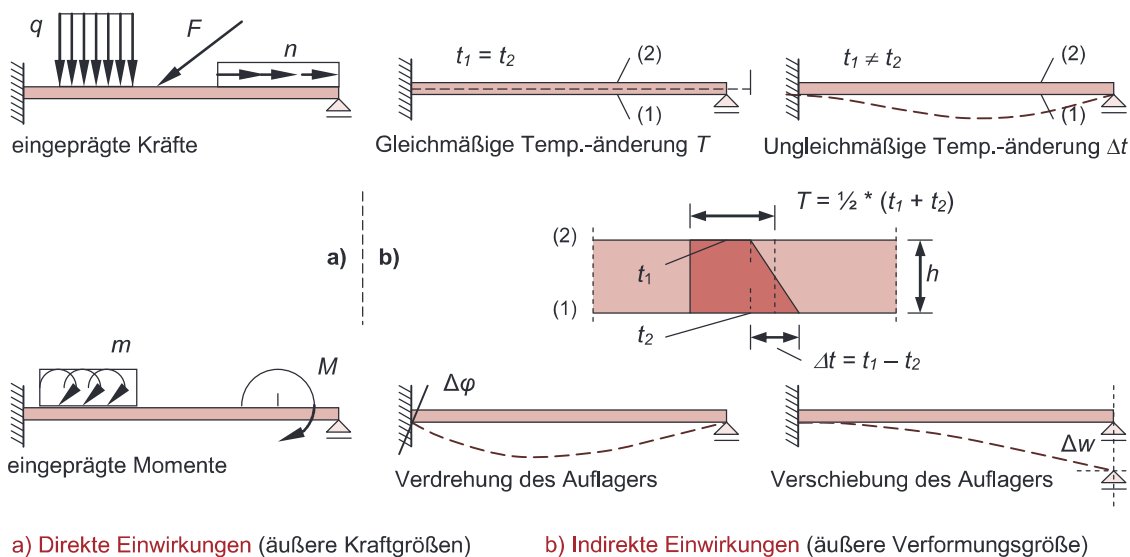 q
F
n
eingeprägte Kräfte
t1 = t2
(2)
(1)
Gleichmäßige Temp.-änderung T
t1 ≠ t2
(2)
(1)
Ungleichmäßige Temp.-änderung Δt
a)
b)
T = ½ * (t1 + t2)
(2)
t1
h
(1)
t2
Δt = t1 – t2
m
M
eingeprägte Momente
Δφ
Verdrehung des Auflagers
Δw
Verschiebung des Auflagers
a) Direkte Einwirkungen (äußere Kraftgrößen)
b) Indirekte Einwirkungen (äußere Verformungsgröße)